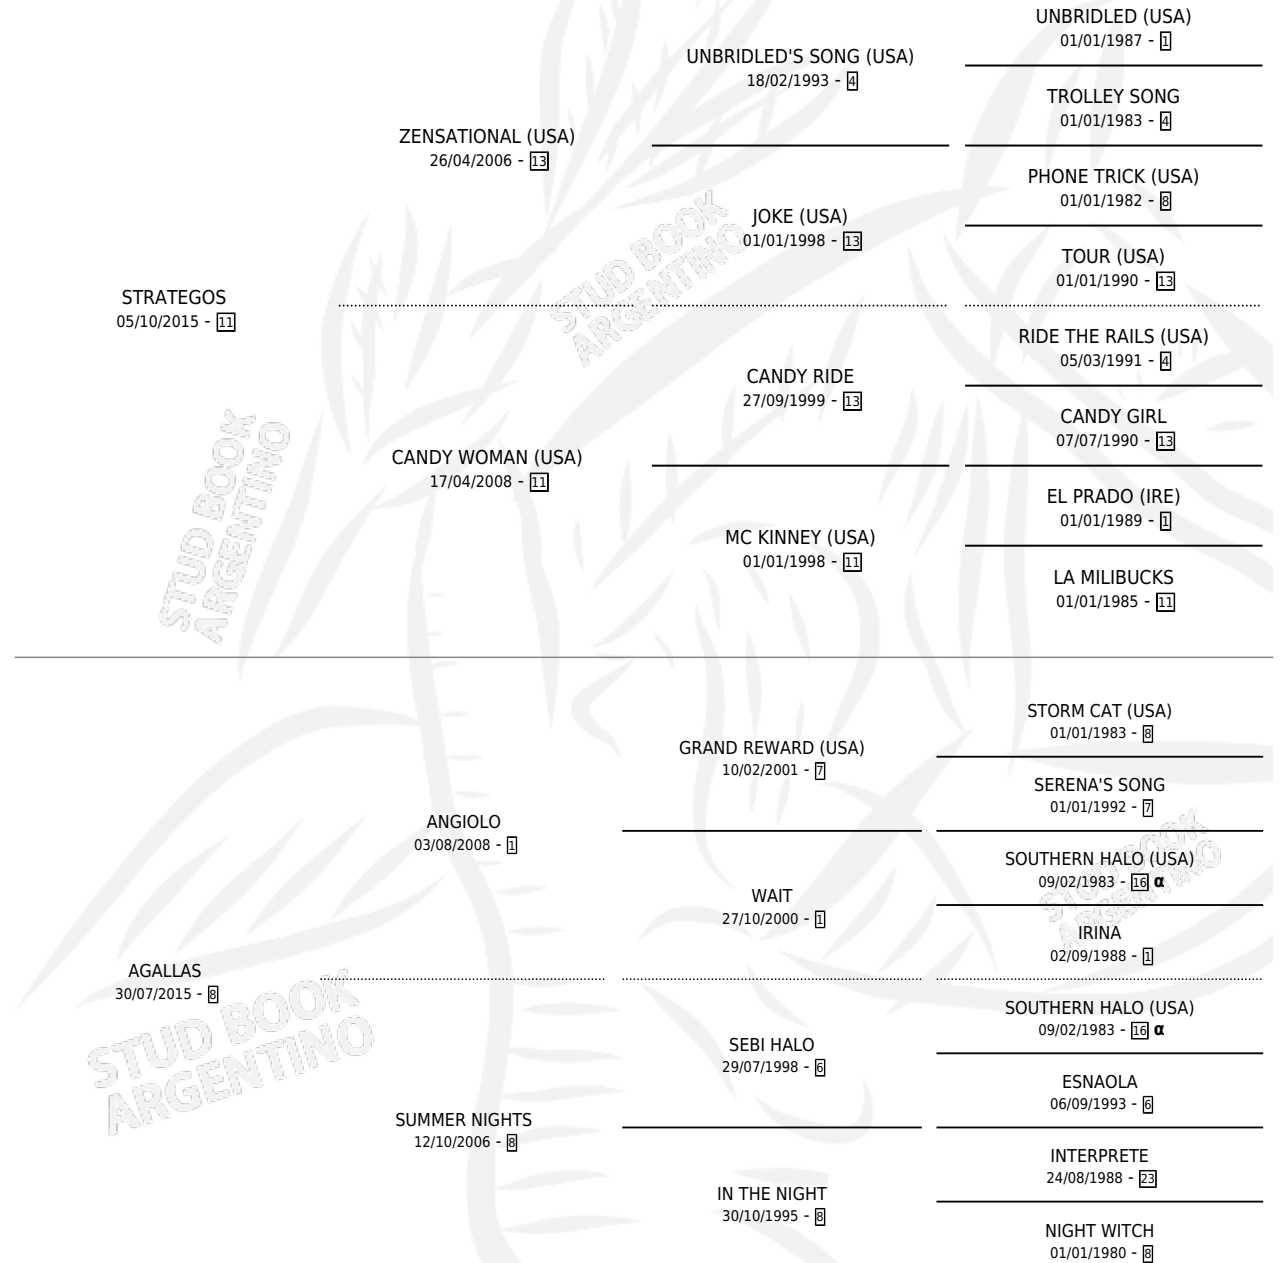 UNBRIDLED (USA)
01/01/1987 - 1
UNBRIDLED'S SONG (USA)
18/02/1993 - 4
TROLLEY SONG
01/01/1983 - 4
ZENSATIONAL (USA)
26/04/2006 - 13
PHONE TRICK (USA)
01/01/1982 - 8
JOKE (USA)
01/01/1998 - 13
TOUR (USA)
01/01/1990 - 13
STRATEGOS
05/10/2015 - 11
RIDE THE RAILS (USA)
05/03/1991 - 4
CANDY RIDE
27/09/1999 - 13
CANDY GIRL
07/07/1990 - 13
CANDY WOMAN (USA)
17/04/2008 - 11
EL PRADO (IRE)
01/01/1989 - 1
MC KINNEY (USA)
01/01/1998 - 11
LA MILIBUCKS
01/01/1985 - 11
STORM CAT (USA)
01/01/1983 - 8
GRAND REWARD (USA)
10/02/2001 - 7
SERENA'S SONG
01/01/1992 - 7
ANGIOLO
03/08/2008 - 1
SOUTHERN HALO (USA)
09/02/1983 - 16 α
WAIT
27/10/2000 - 1
IRINA
02/09/1988 - 1
AGALLAS
30/07/2015 - 8
SOUTHERN HALO (USA)
09/02/1983 - 16 α
SEBI HALO
29/07/1998 - 6
ESNAOLA
06/09/1993 - 6
SUMMER NIGHTS
12/10/2006 - 8
INTERPRETE
24/08/1988 - 23
IN THE NIGHT
30/10/1995 - 8
NIGHT WITCH
01/01/1980 - 8
STUD BOOK
ARGENTINO
STUD BOOK
ARGENTINO
STUD BOOK
ARGENTINO
STUD BOOK
ARGENTINO